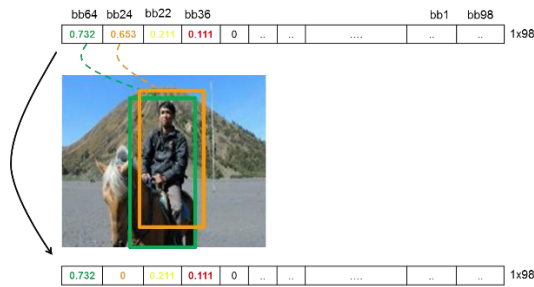 bb64 bb24 bb22 bb36 bb1 bb98
0.732 0.653 0.211 0.111 0 .. .. .... .. .. 1x98
0.732 0 0.211 0.111 0 .. .. .... .. .. 1x98